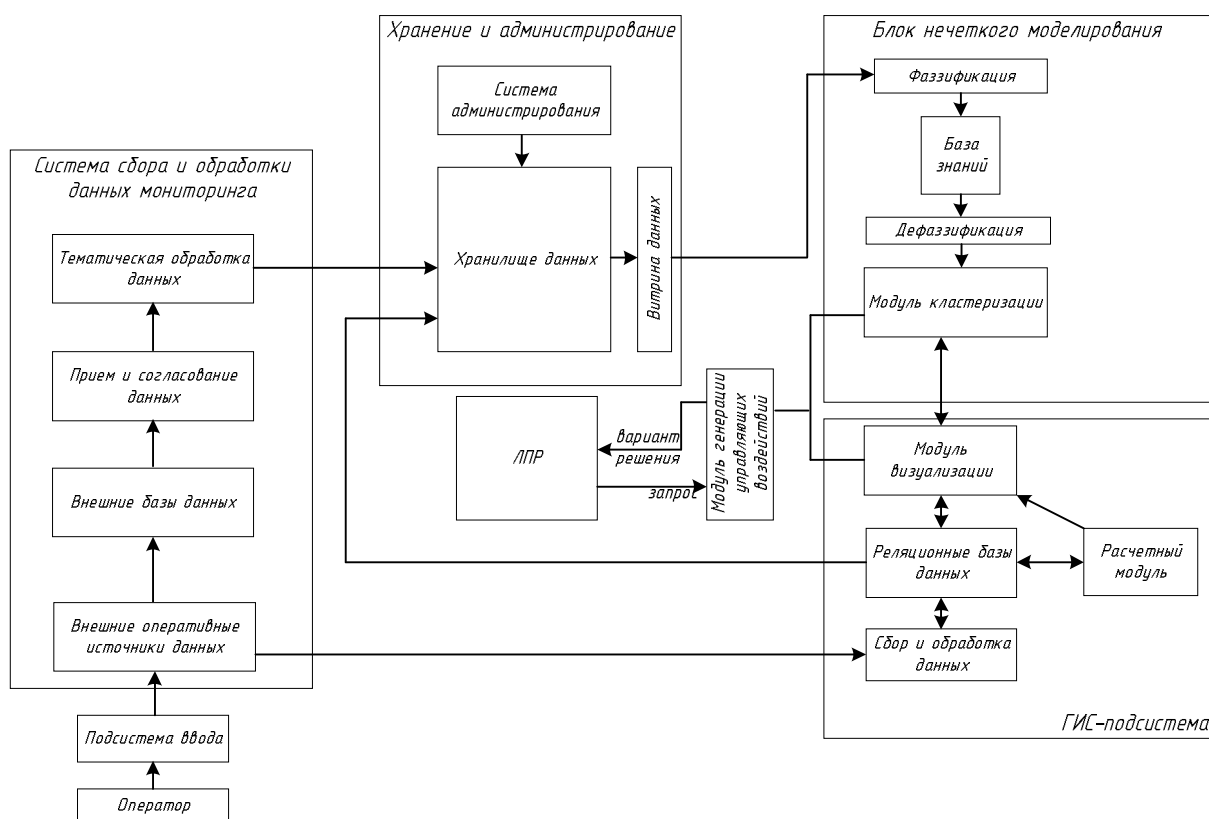 Хранение и администрирование
Система
администрирования
Хранилище данных
Витрина данных
Блок нечеткого моделирования
Фаззификация
База
знаний
Дефаззификация
Модуль кластеризации
Система сбора и обработки
данных мониторинга
Тематическая обработка
данных
Прием и согласование
данных
Внешние базы данных
Внешние оперативные
источники данных
Подсистема ввода
Оператор
ЛПР
вариант
решения
запрос
Модуль генерации
управляющих
воздействий
Модуль
визуализации
Реляционные базы
данных
Расчетный
модуль
Сбор и обработка
данных
ГИС-подсистема